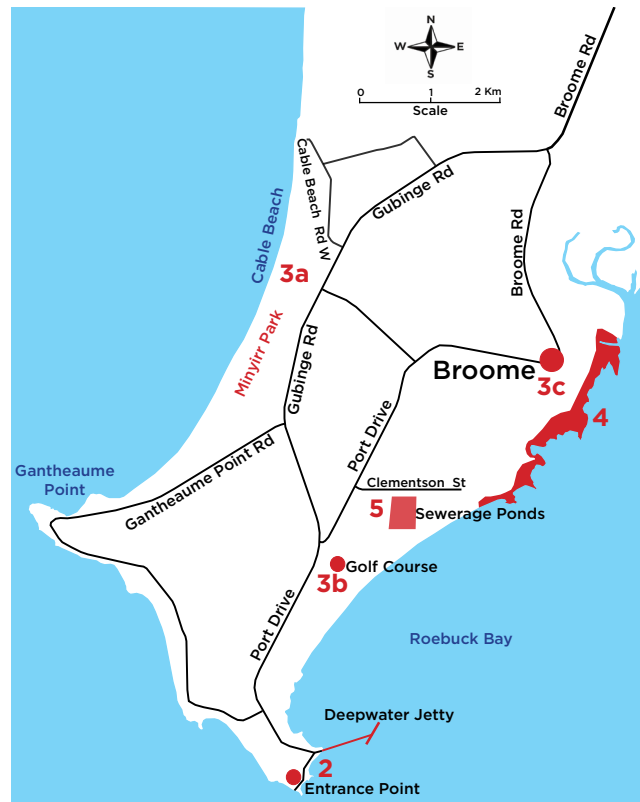 N
W E
S
0 1 2 Km
Scale
Broome Rd
Cable Beach Rd W
Gubinge Rd
Cable Beach
Broome Rd
3a
Minyirr Park
Gubinge Rd
Broome
3c
4
Port Drive
Gantheaume
Point
Gantheaume Point Rd
Clementson St
5
Sewerage Ponds
Golf Course
3b
Port Drive
Roebuck Bay
Deepwater Jetty
2
Entrance Point